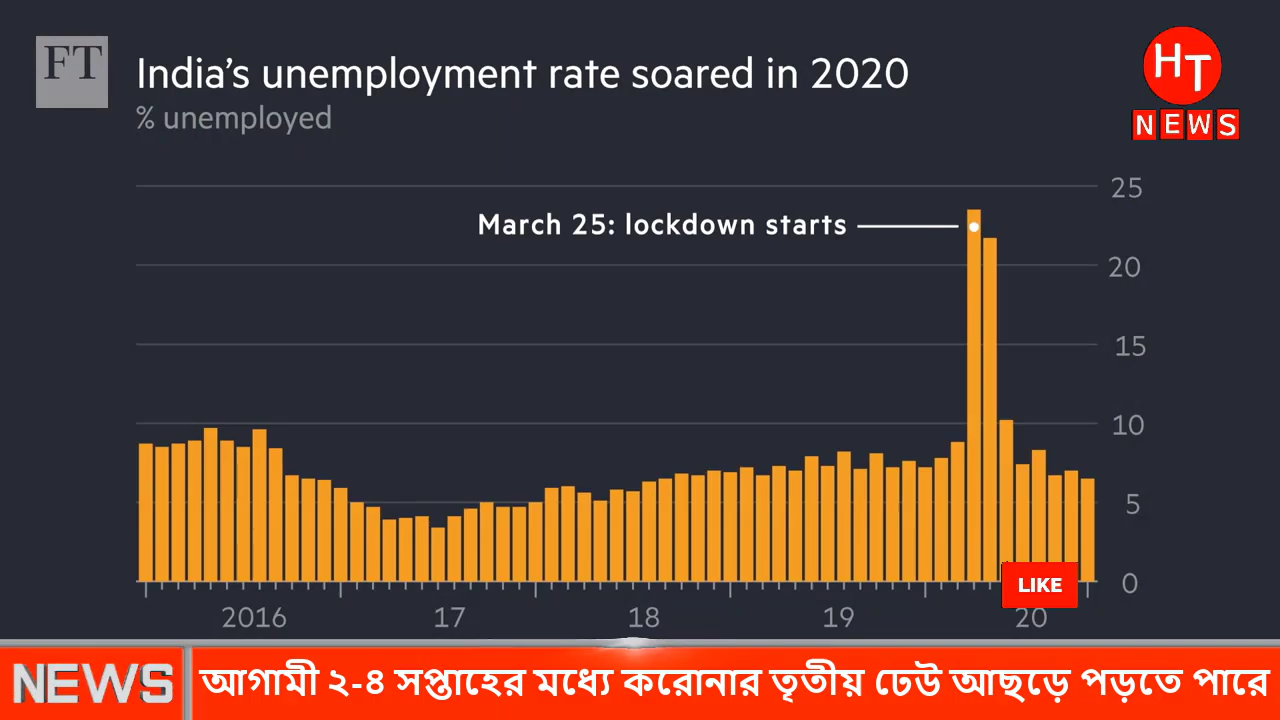 FT
India's unemployment rate soared in 2020
% unemployed
HT
NEWS
25
March 25: lockdown starts
20
15
10
5
0
LIKE
2016 17 18 19 20
NEWS
আগামী ২-৪ সপ্তাহের মধ্যে করোনার তৃতীয় ঢেউ আছড়ে পড়তে পারে